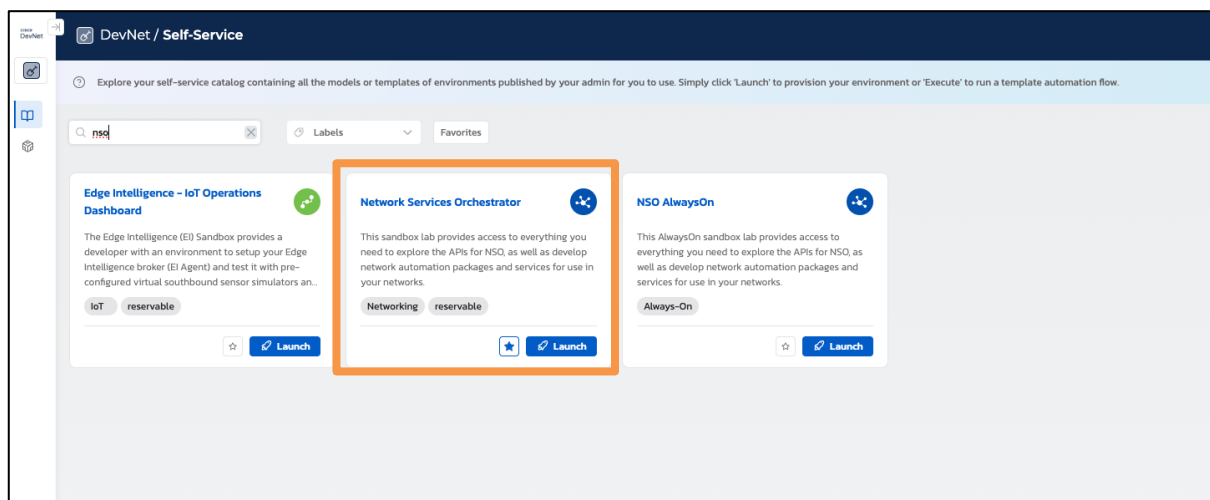 CISCO
DevNet
DevNet / Self-Service
Explore your self-service catalog containing all the models or templates of environments published by your admin for you to use. Simply click 'Launch' to provision your environment or 'Execute' to run a template automation flow.
nso
Labels
Favorites
Edge Intelligence - IoT Operations
Dashboard
The Edge Intelligence (EI) Sandbox provides a
developer with an environment to setup your Edge
Intelligence broker (EI Agent) and test it with pre-
configured virtual southbound sensor simulators an...
IoT reservable
Launch
Network Services Orchestrator
This sandbox lab provides access to everything you
need to explore the APIs for NSO, as well as develop
network automation packages and services for use in
your networks.
Networking reservable
Launch
NSO AlwaysOn
This AlwaysOn sandbox lab provides access to
everything you need to explore the APIs for NSO, as
well as develop network automation packages and
services for use in your networks.
Always-On
Launch